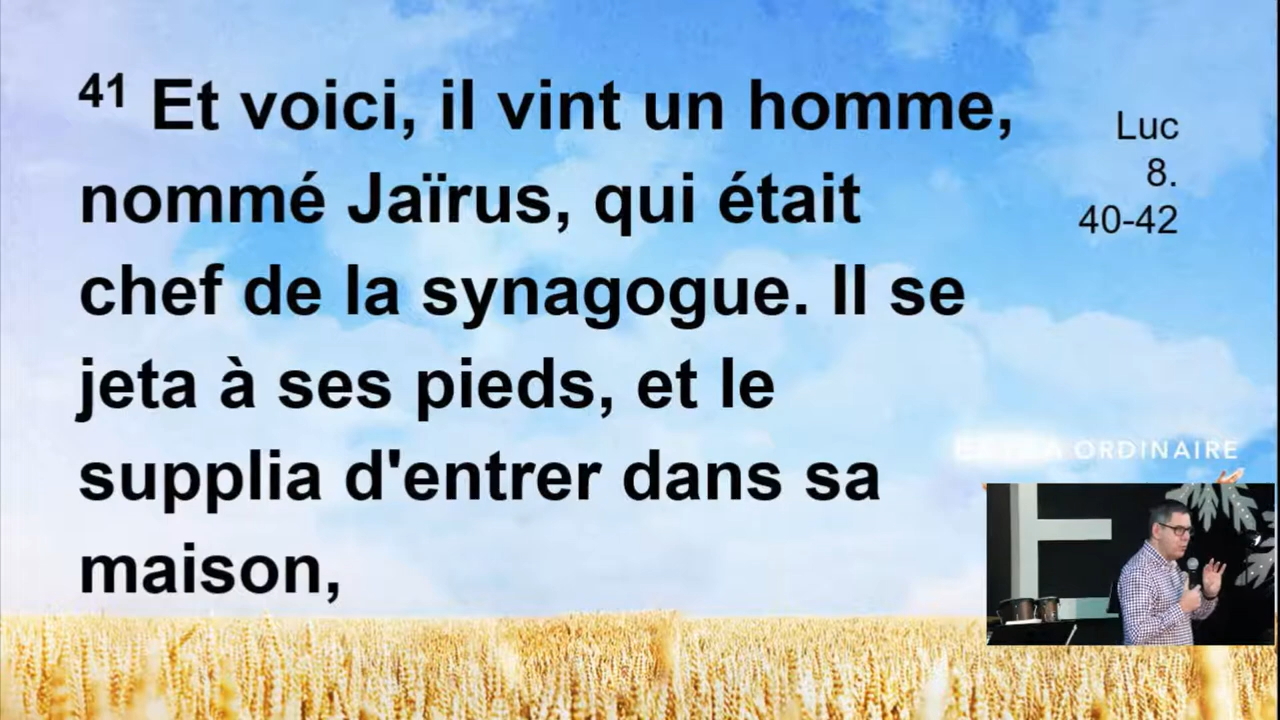 41 Et voici, il vint un homme,
nommé Jaïrus, qui était
chef de la synagogue. Il se
jeta à ses pieds, et le
supplia d'entrer dans sa
maison,
Luc
8.
40-42
ORDINAIRE
E